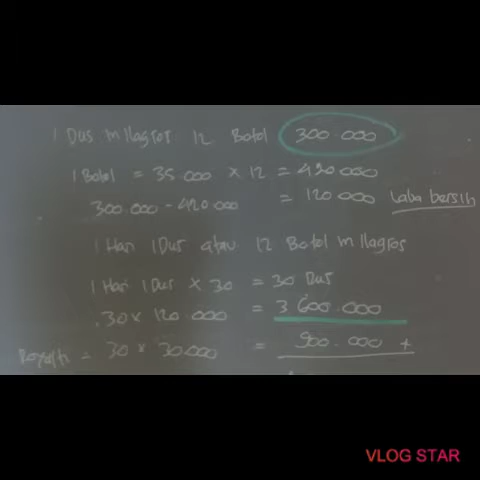 1 Dus milagros 12 Botol 300.000
1 Botol = 35.000 x 12 = 420.000
300.000 - 420.000 = 120.000 Laba bersih
1 Hari 1 Dus atau 12 Botol milagros
1 Hari 1 Dus x 30 = 30 Dus
30 x 120.000 = 3 600.000
Royalti = 30 x 30.000 = 900.000 +
VLOG STAR